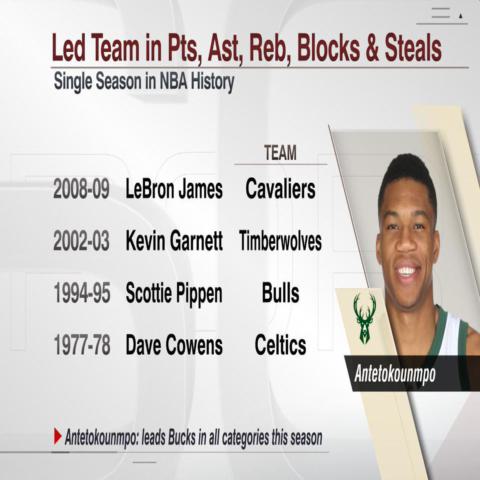 Led Team in Pts, Ast, Reb, Blocks & Steals
Single Season in NBA History
TEAM
2008-09 LeBron James Cavaliers
2002-03 Kevin Garnett Timberwolves
1994-95 Scottie Pippen Bulls
1977-78 Dave Cowens Celtics
Antetokounmpo
Antetokounmpo: leads Bucks in all categories this season